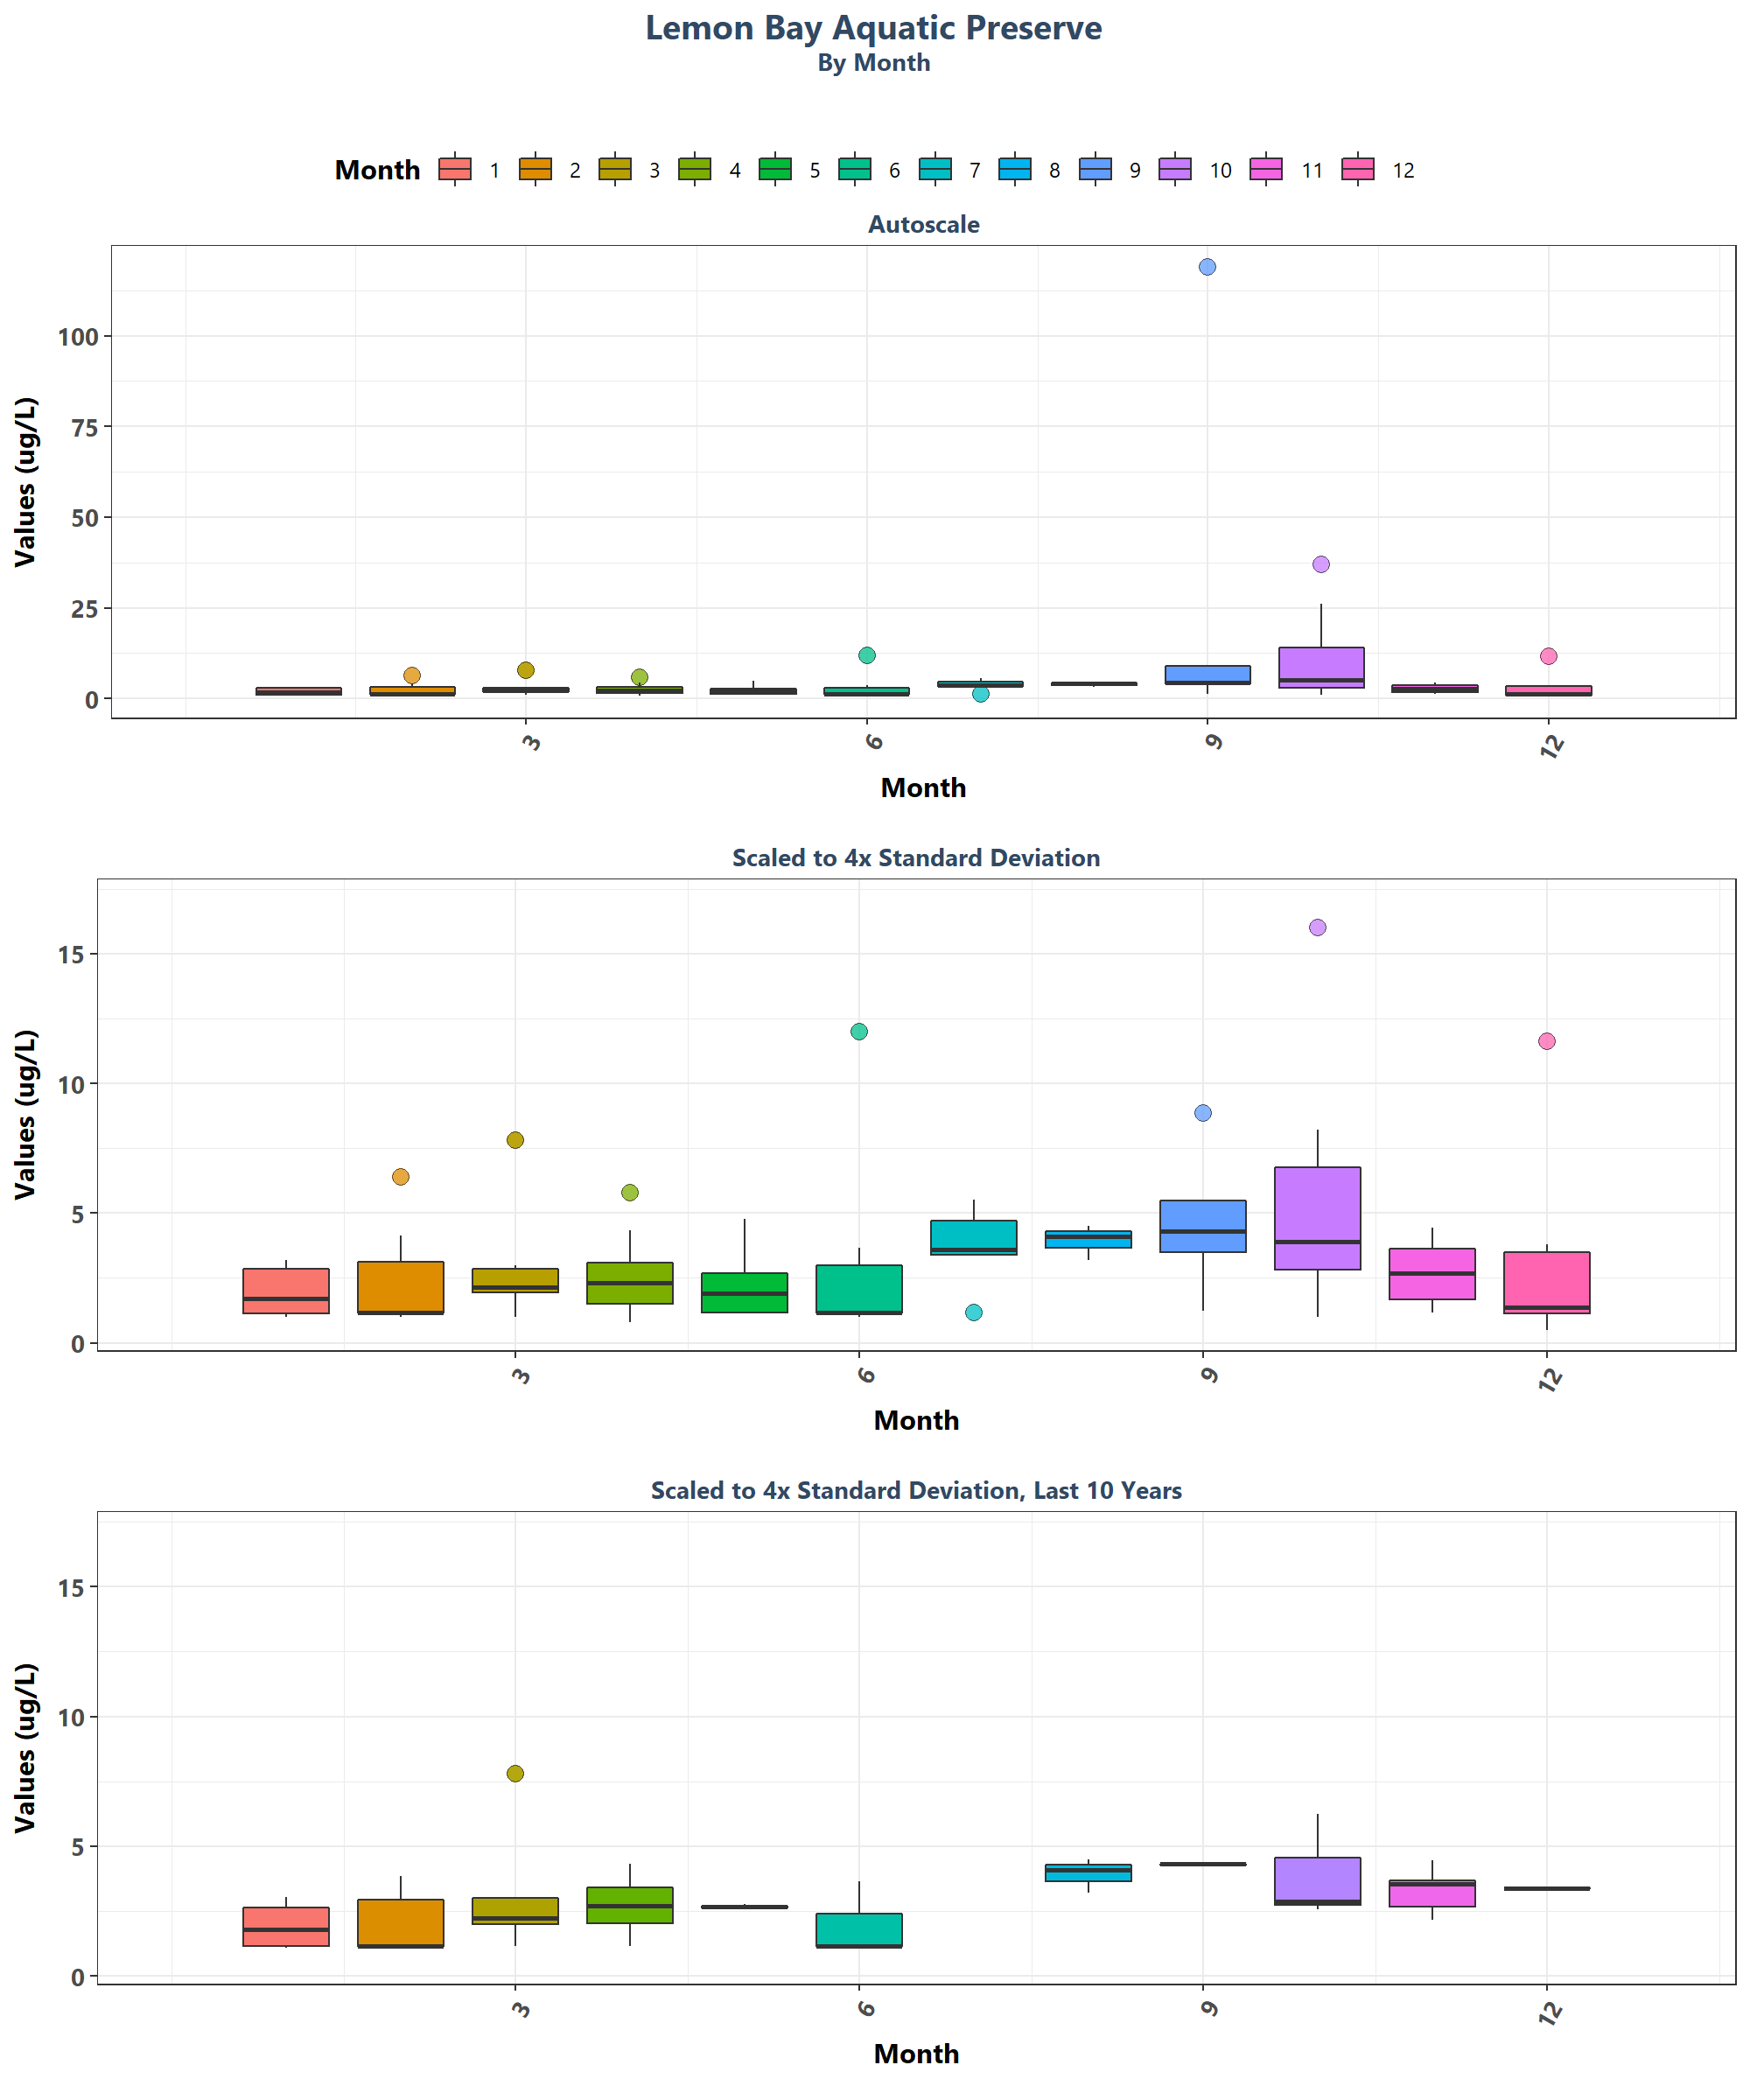 Lemon Bay Aquatic Preserve
By Month
Month 1 2 3 4 5 6 7 8 9 10 11 12
Autoscale
Values (ug/L)
100
75
50
25
0
3 6 9 12
Month
Scaled to 4x Standard Deviation
Values (ug/L)
15
10
5
0
3 6 9 12
Month
Scaled to 4x Standard Deviation, Last 10 Years
Values (ug/L)
15
10
5
0
3 6 9 12
Month